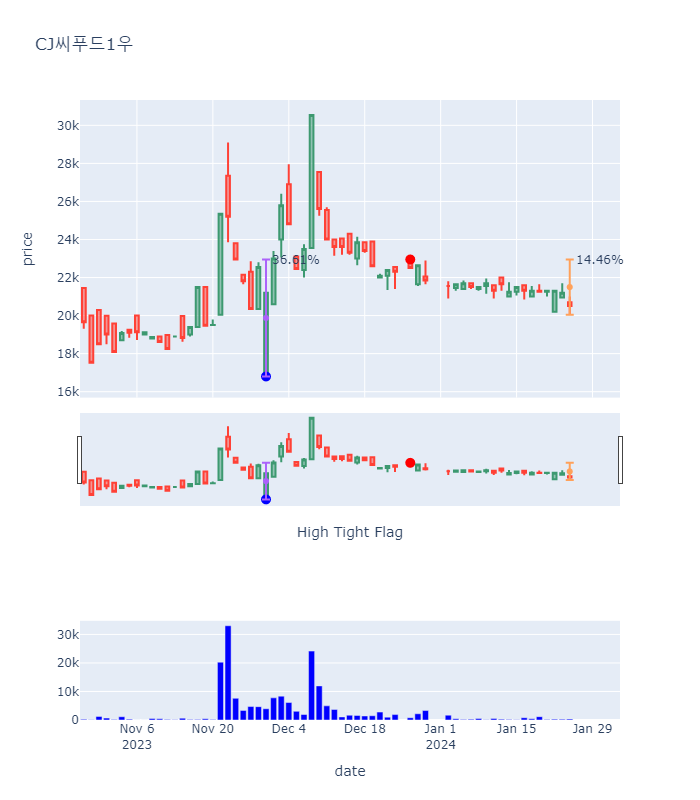 CJ씨푸드1우
30k
28k
26k
24k
22k
20k
18k
16k
price
36.61%
14.46%
High Tight Flag
30k
20k
10k
0
Nov 6
2023
Nov 20
Dec 4
Dec 18
Jan 1
2024
Jan 15
Jan 29
date